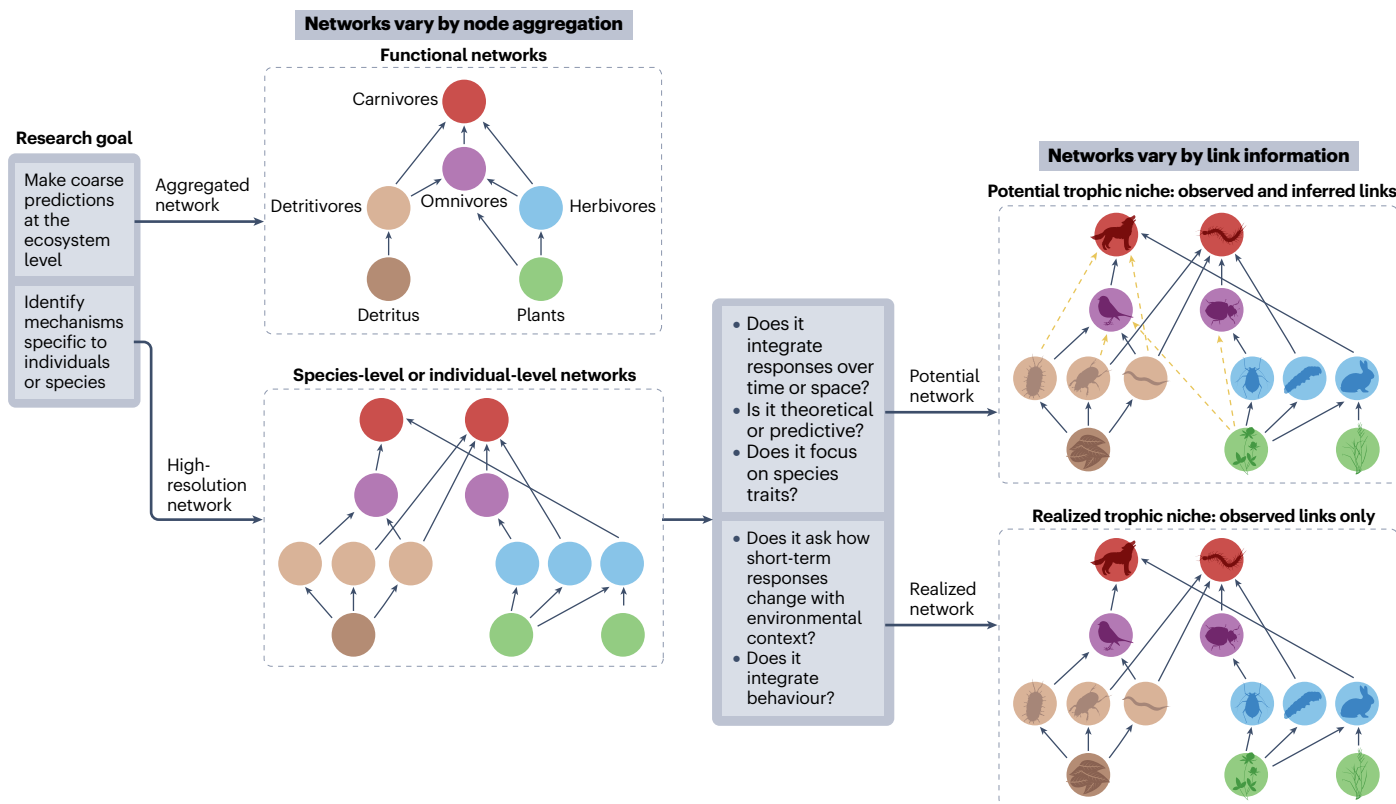 Networks vary by node aggregation
Functional networks
Carnivores
Detritivores
Omnivores
Herbivores
Detritus
Plants
Research goal
Make coarse
predictions
at the
ecosystem
level
Identify
mechanisms
specific to
individuals
or species
Aggregated
network
High-
resolution
network
Species-level or individual-level networks
• Does it
integrate
responses over
time or space?
• Is it theoretical
or predictive?
• Does it focus
on species
traits?
• Does it ask how
short-term
responses
change with
environmental
context?
• Does it
integrate
behaviour?
Potential
network
Realized
network
Networks vary by link information
Potential trophic niche: observed and inferred links
Realized trophic niche: observed links only